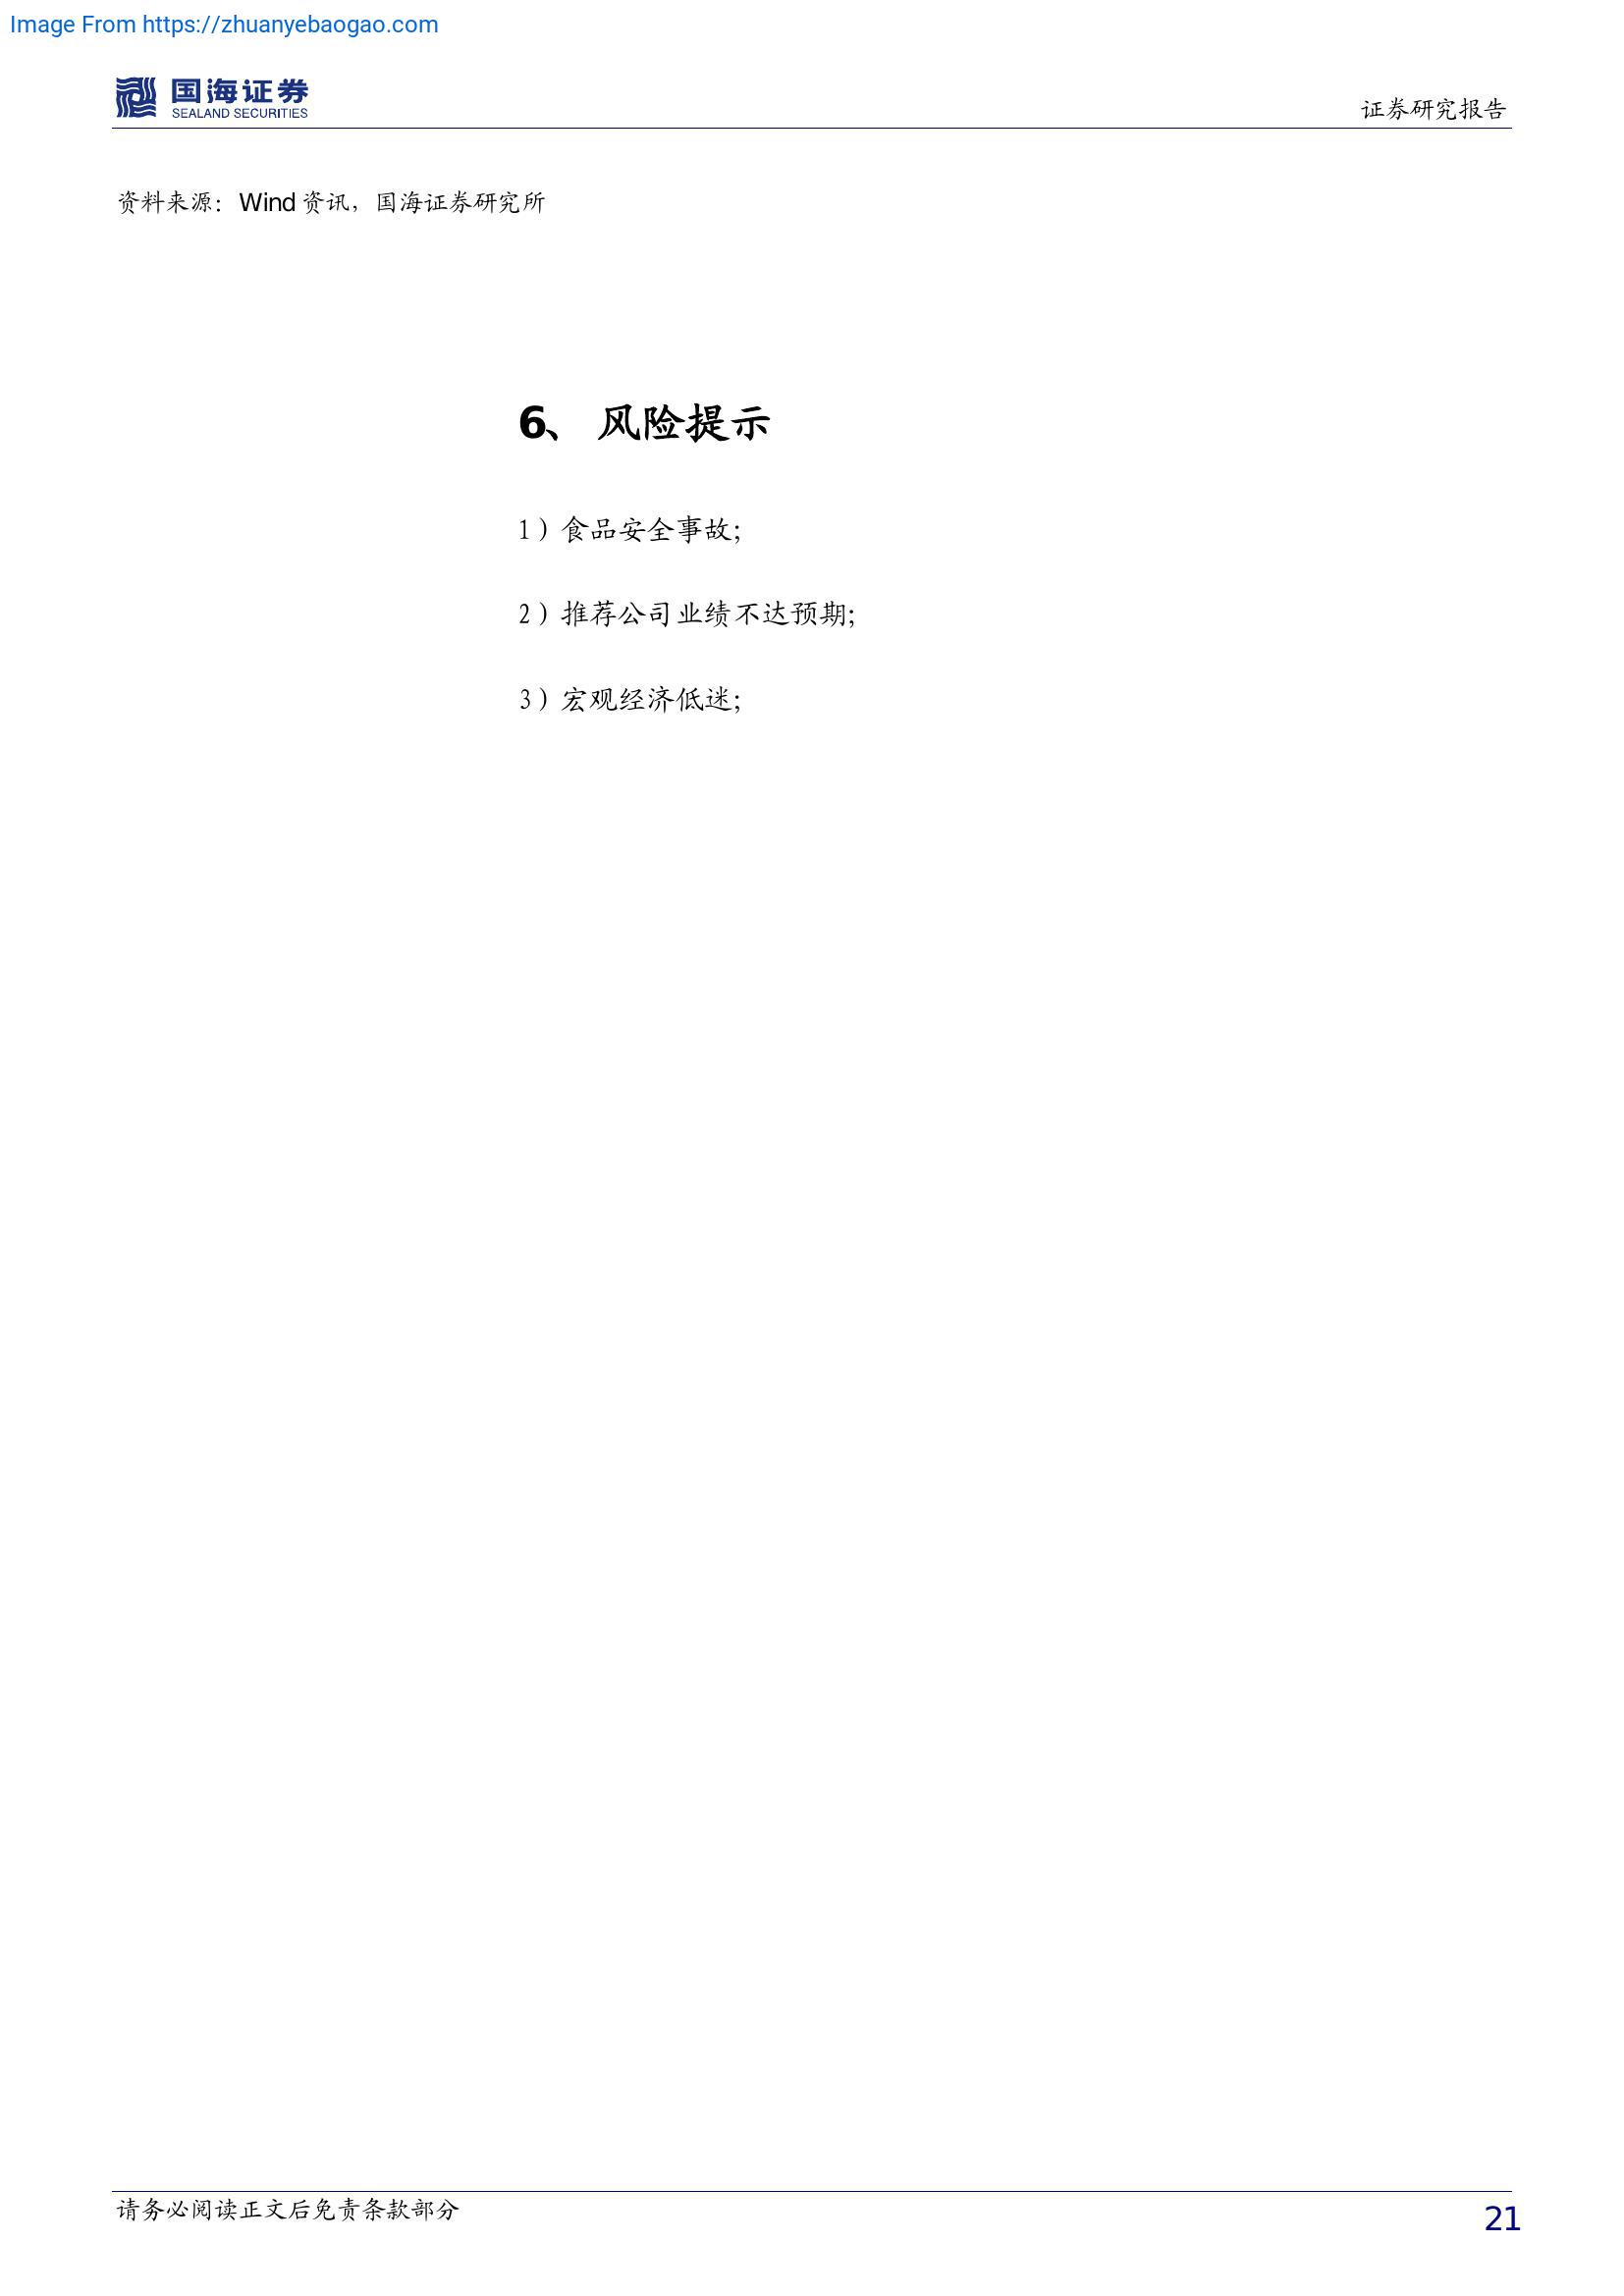 Image From https://zhuanyebaogao.com
国海证券
SEALAND SECURITIES
证券研究报告
资料来源：Wind 资讯，国海证券研究所
6、 风险提示
1）食品安全事故；
2）推荐公司业绩不达预期；
3）宏观经济低迷；
请务必阅读正文后免责条款部分
21